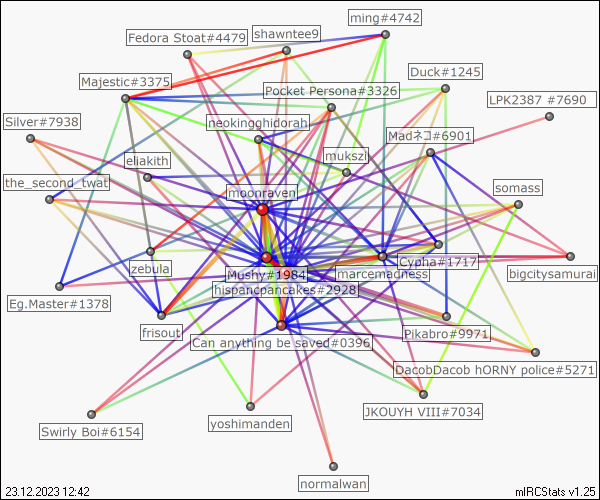 ming#4742
Fedora Stoat#4479
shawntee9
Majestic#3375
Duck#1245
Pocket Persona#3326
LPK2387 #7690
Silver#7938
neokingghidorah
Madネコ#6901
eliakith
mukszi
the_second_twat
moonraven
somass
zebula
Mushy#1984
marcemadness
Cypha#1717
bigcitysamurai
Eg.Master#1378
hispancpancakes#2928
frisout
Can anything be saved#0396
Pikabro#9971
DacobDacob hORNY police#5271
Swirly Boi#6154
yoshimanden
JKOUYH VIII#7034
normalwan
23.12.2023 12:42
mIRCStats v1.25